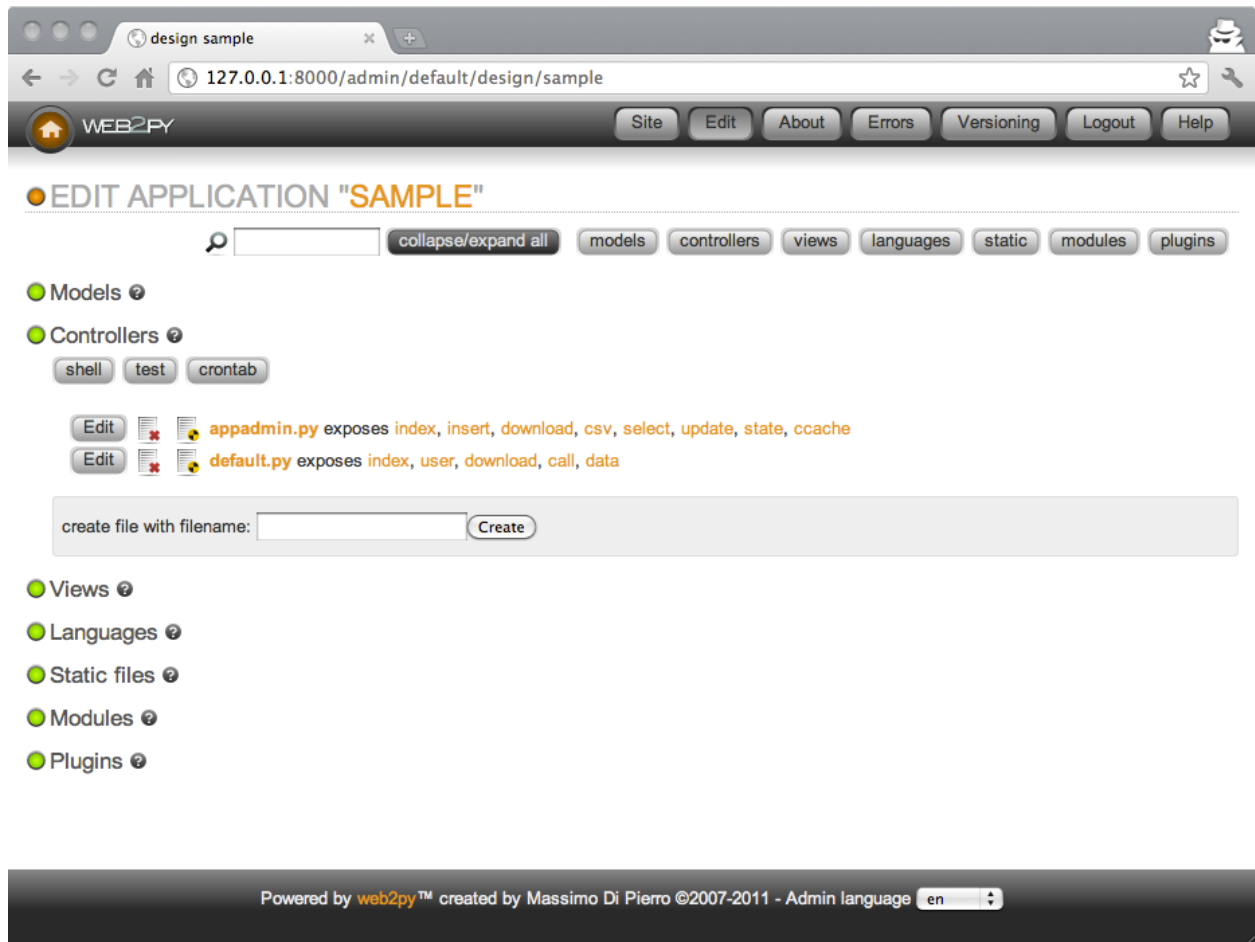 design sample
127.0.0.1:8000/admin/default/design/sample
WEB2PY Site Edit About Errors Versioning Logout Help
EDIT APPLICATION "SAMPLE"
collapse/expand all models controllers views languages static modules plugins
Models ?
Controllers ?
shell test crontab
Edit appadmin.py exposes index, insert, download, csv, select, update, state, ccache
Edit default.py exposes index, user, download, call, data
create file with filename: Create
Views ?
Languages ?
Static files ?
Modules ?
Plugins ?
Powered by web2py™ created by Massimo Di Pierro ©2007-2011 - Admin language en